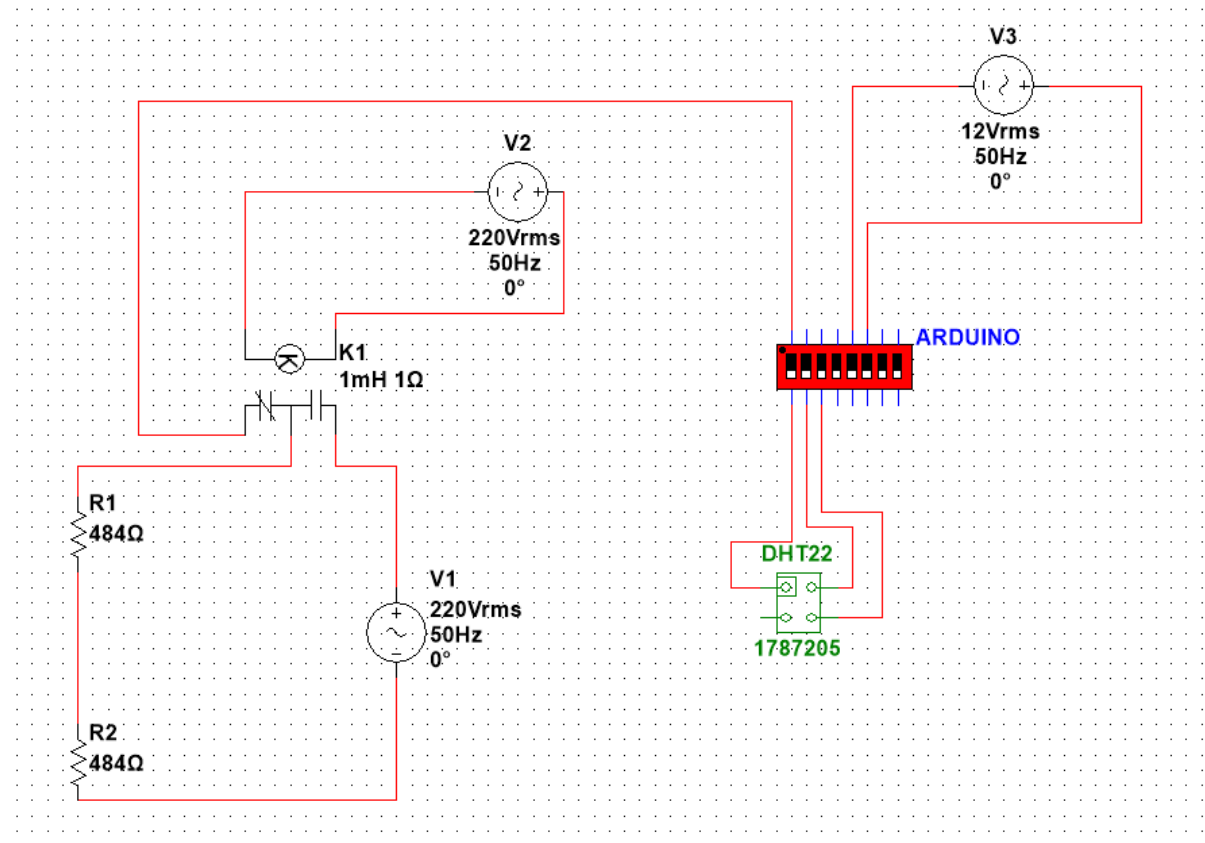 V3
12Vrms
50Hz
0°
V2
220Vrms
50Hz
0°
ARDUINO
K1
1mH 1Ω
R1
484Ω
DHT22
1787205
V1
220Vrms
50Hz
0°
R2
484Ω